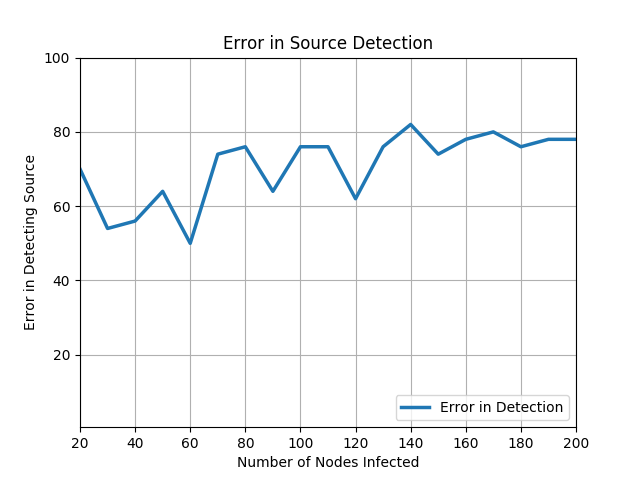 Error in Source Detection
100
80
60
40
20
Error in Detecting Source
Error in Detection
20 40 60 80 100 120 140 160 180 200
Number of Nodes Infected